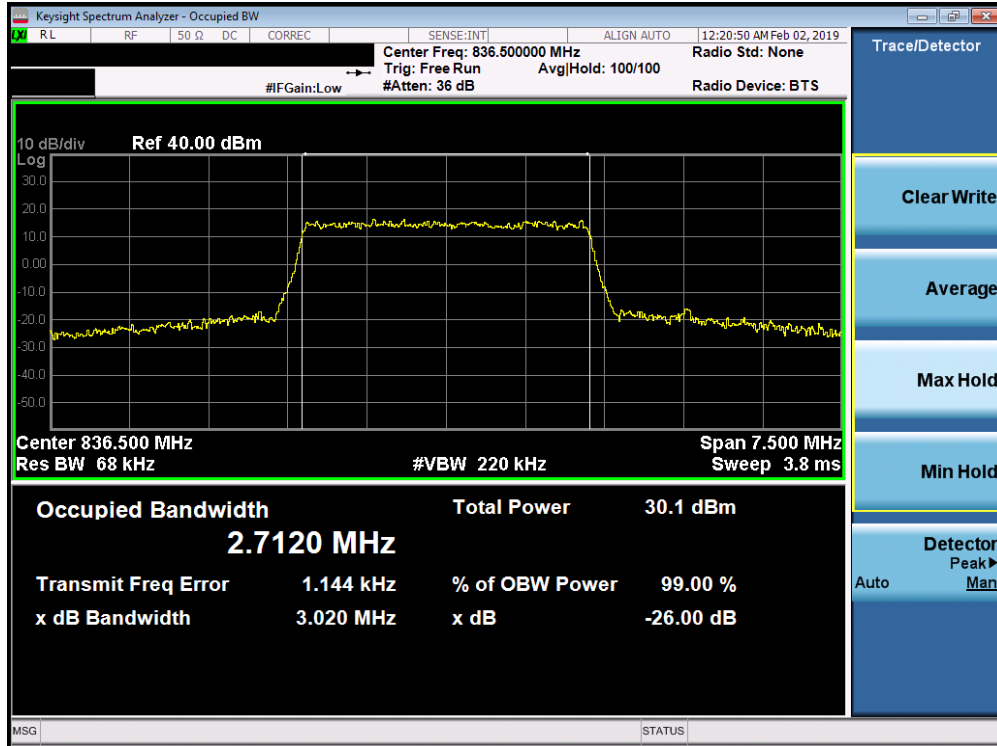 Keysight Spectrum Analyzer - Occupied BW
LXI RL RF 50 Ω DC CORREC SENSE:INT ALIGN AUTO 12:20:50 AM Feb 02, 2019
Center Freq: 836.500000 MHz Radio Std: None
Trig: Free Run Avg|Hold: 100/100
#IFGain:Low #Atten: 36 dB Radio Device: BTS
10 dB/div Ref 40.00 dBm
Log
30.0
20.0
10.0
0.00
-10.0
-20.0
-30.0
-40.0
-50.0
Center 836.500 MHz Span 7.500 MHz
Res BW 68 kHz #VBW 220 kHz Sweep 3.8 ms
Occupied Bandwidth Total Power 30.1 dBm
2.7120 MHz
Transmit Freq Error 1.144 kHz % of OBW Power 99.00 %
x dB Bandwidth 3.020 MHz x dB -26.00 dB
MSG STATUS
Trace/Detector
Clear Write
Average
Max Hold
Min Hold
Detector
Peak▶
Auto Man